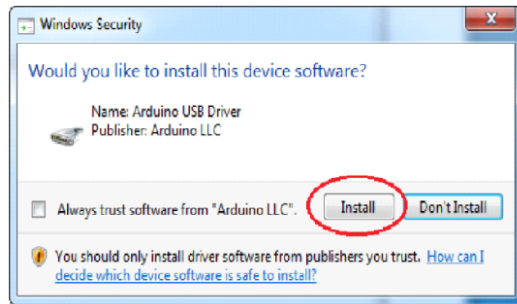 Windows Security
Would you like to install this device software?
Name: Arduino USB Driver
Publisher: Arduino LLC
Always trust software from "Arduino LLC".
Install
Don't Install
You should only install driver software from publishers you trust. How can I
decide which device software is safe to install?